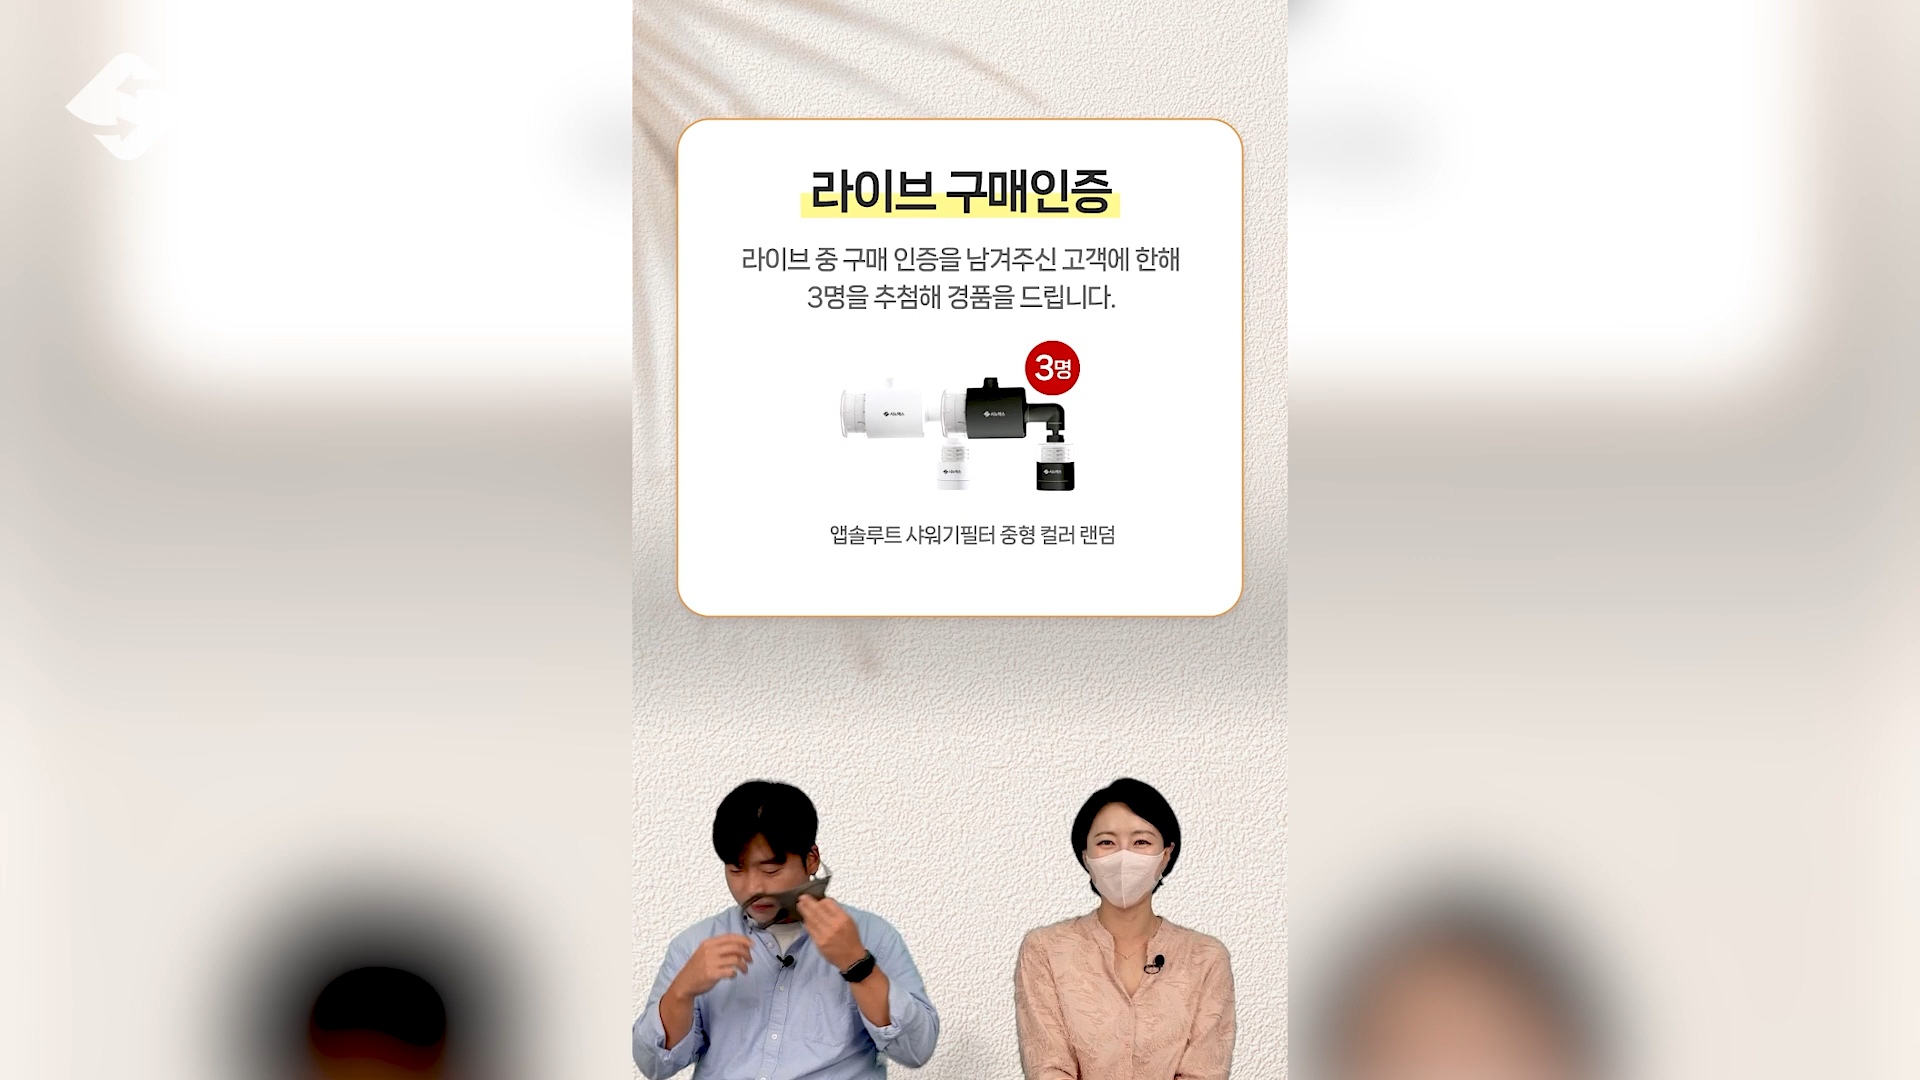 라이브 구매인증
라이브 중 구매 인증을 남겨주신 고객에 한해
3명을 추첨해 경품을 드립니다.
3명
앱솔루트 샤워기필터 중형 컬러 랜덤